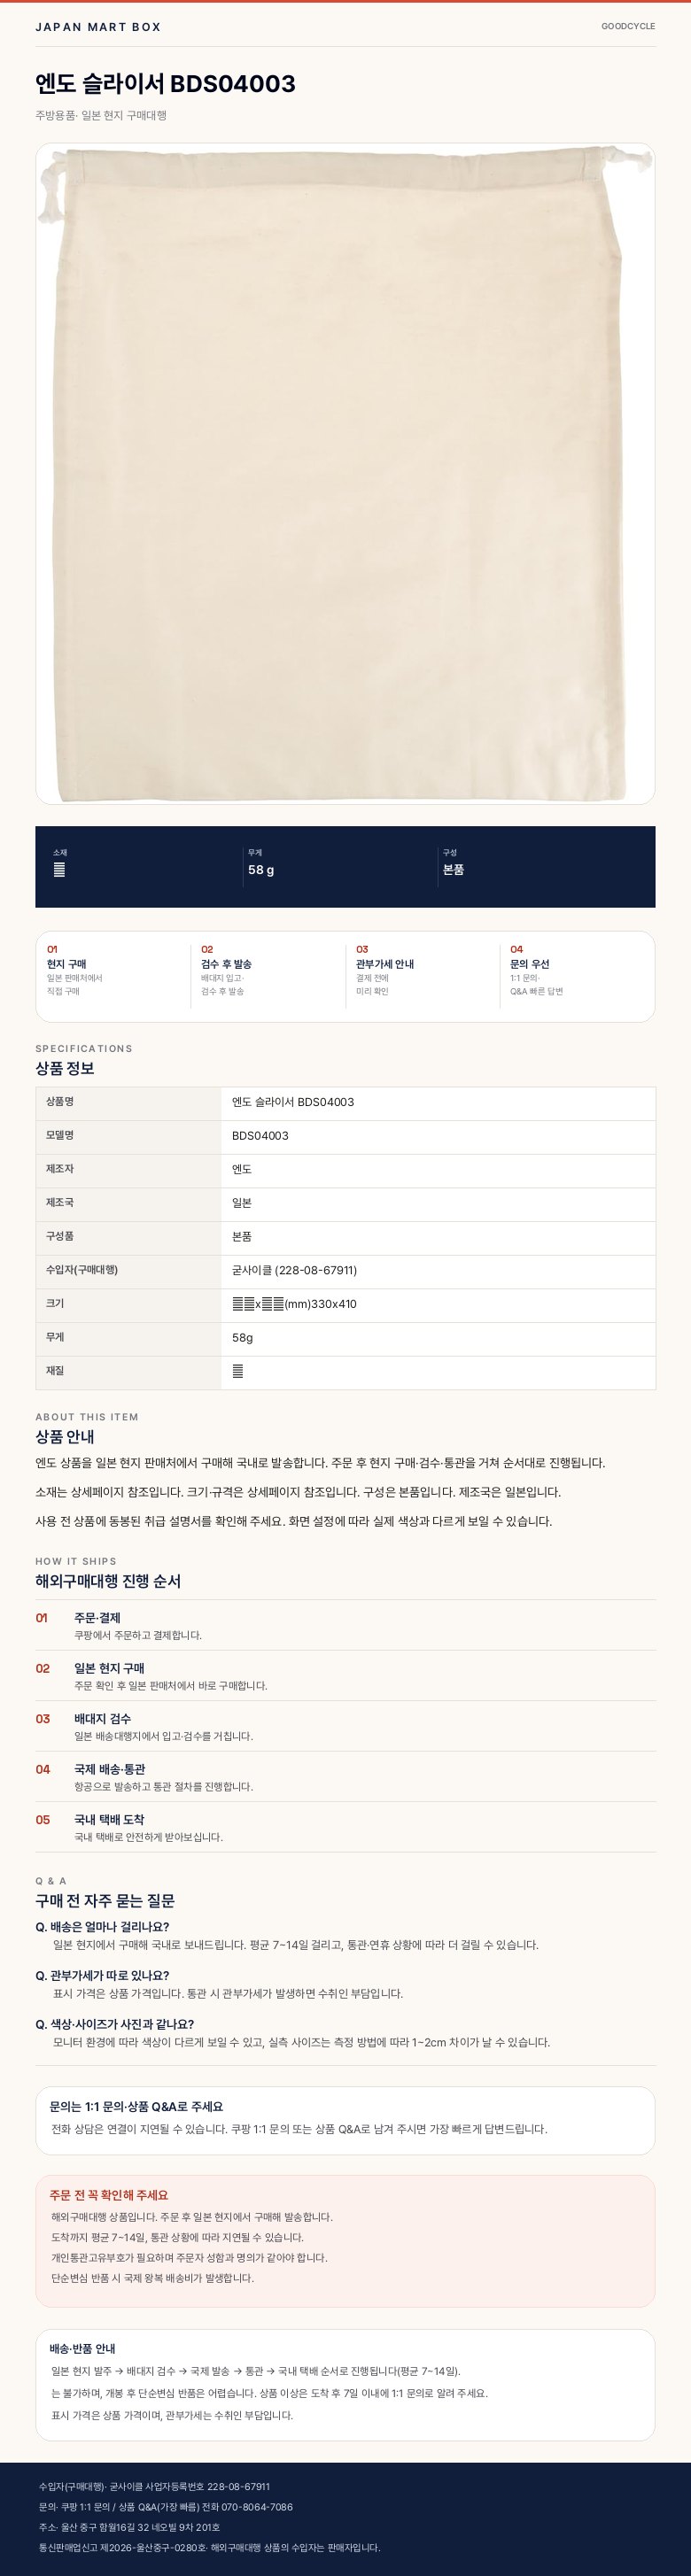 JAPAN MART BOX
GOODCYCLE
엔도 슬라이서 BDS04003
주방용품· 일본 현지 구매대행
소재
무게
58 g
구성
본품
01
현지 구매
일본 판매처에서
직접 구매
02
검수 후 발송
배대지 입고·
검수 후 발송
03
관부가세 안내
결제 전에
미리 확인
04
문의 우선
1:1 문의·
Q&A 빠른 답변
SPECIFICATIONS
상품 정보
상품명 엔도 슬라이서 BDS04003
모델명 BDS04003
제조자 엔도
제조국 일본
구성품 본품
수입자(구매대행) 굳사이클 (228-08-67911)
크기 x(mm)330x410
무게 58g
재질
ABOUT THIS ITEM
상품 안내
엔도 상품을 일본 현지 판매처에서 구매해 국내로 발송합니다. 주문 후 현지 구매·검수·통관을 거쳐 순서대로 진행됩니다.
소재는 상세페이지 참조입니다. 크기·규격은 상세페이지 참조입니다. 구성은 본품입니다. 제조국은 일본입니다.
사용 전 상품에 동봉된 취급 설명서를 확인해 주세요. 화면 설정에 따라 실제 색상과 다르게 보일 수 있습니다.
HOW IT SHIPS
해외구매대행 진행 순서
01 주문·결제
쿠팡에서 주문하고 결제합니다.
02 일본 현지 구매
주문 확인 후 일본 판매처에서 바로 구매합니다.
03 배대지 검수
일본 배송대행지에서 입고·검수를 거칩니다.
04 국제 배송·통관
항공으로 발송하고 통관 절차를 진행합니다.
05 국내 택배 도착
국내 택배로 안전하게 받아보십니다.
Q & A
구매 전 자주 묻는 질문
Q. 배송은 얼마나 걸리나요?
일본 현지에서 구매해 국내로 보내드립니다. 평균 7~14일 걸리고, 통관·연휴 상황에 따라 더 걸릴 수 있습니다.
Q. 관부가세가 따로 있나요?
표시 가격은 상품 가격입니다. 통관 시 관부가세가 발생하면 수취인 부담입니다.
Q. 색상·사이즈가 사진과 같나요?
모니터 환경에 따라 색상이 다르게 보일 수 있고, 실측 사이즈는 측정 방법에 따라 1~2cm 차이가 날 수 있습니다.
문의는 1:1 문의·상품 Q&A로 주세요
전화 상담은 연결이 지연될 수 있습니다. 쿠팡 1:1 문의 또는 상품 Q&A로 남겨 주시면 가장 빠르게 답변드립니다.
주문 전 꼭 확인해 주세요
해외구매대행 상품입니다. 주문 후 일본 현지에서 구매해 발송합니다.
도착까지 평균 7~14일, 통관 상황에 따라 지연될 수 있습니다.
개인통관고유부호가 필요하며 주문자 성함과 명의가 같아야 합니다.
단순변심 반품 시 국제 왕복 배송비가 발생합니다.
배송·반품 안내
일본 현지 발주 → 배대지 검수 → 국제 발송 → 통관 → 국내 택배 순서로 진행됩니다(평균 7~14일).
는 불가하며, 개봉 후 단순변심 반품은 어렵습니다. 상품 이상은 도착 후 7일 이내에 1:1 문의로 알려 주세요.
표시 가격은 상품 가격이며, 관부가세는 수취인 부담입니다.
수입자(구매대행)· 굳사이클 사업자등록번호 228-08-67911
문의· 쿠팡 1:1 문의 / 상품 Q&A(가장 빠름) 전화 070-8064-7086
주소· 울산 중구 함월16길 32 네오빌 9차 201호
통신판매업신고 제2026-울산중구-0280호· 해외구매대행 상품의 수입자는 판매자입니다.